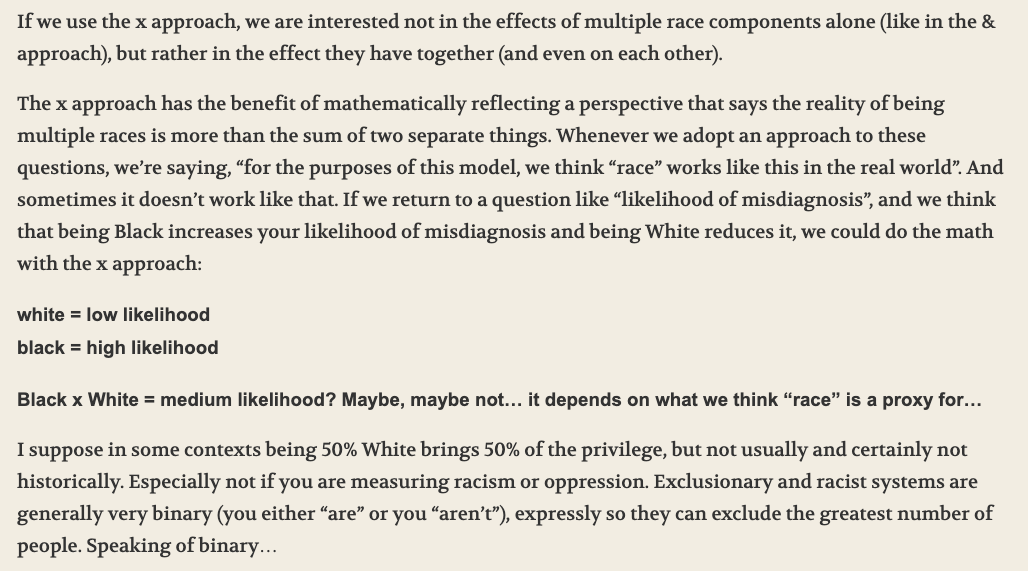 If we use the x approach, we are interested not in the effects of multiple race components alone (like in the &
approach), but rather in the effect they have together (and even on each other).
The x approach has the benefit of mathematically reflecting a perspective that says the reality of being
multiple races is more than the sum of two separate things. Whenever we adopt an approach to these
questions, we’re saying, “for the purposes of this model, we think “race” works like this in the real world”. And
sometimes it doesn’t work like that. If we return to a question like “likelihood of misdiagnosis”, and we think
that being Black increases your likelihood of misdiagnosis and being White reduces it, we could do the math
with the x approach:
white = low likelihood
black = high likelihood
Black x White = medium likelihood? Maybe, maybe not… it depends on what we think “race” is a proxy for…
I suppose in some contexts being 50% White brings 50% of the privilege, but not usually and certainly not
historically. Especially not if you are measuring racism or oppression. Exclusionary and racist systems are
generally very binary (you either “are” or you “aren’t”), expressly so they can exclude the greatest number of
people. Speaking of binary…